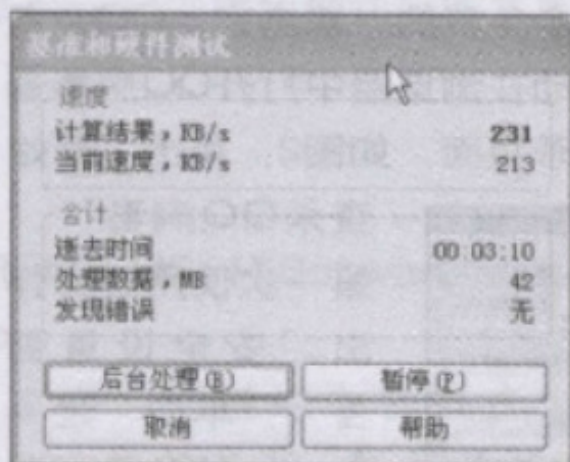 基准和硬件测试
速度
计算结果，KB/s 231
当前速度，KB/s 213
合计
逝去时间 00:03:10
处理数据，MB 42
发现错误 无
后台处理(B) 暂停(P)
取消 帮助